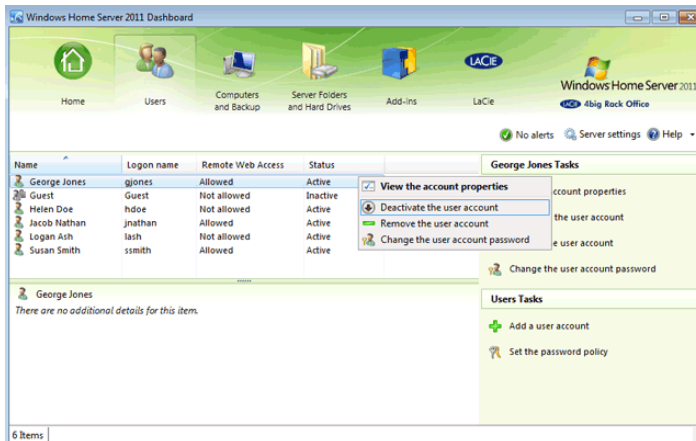 Windows Home Server 2011 Dashboard
Home
Users
Computers
and Backup
Server Folders
and Hard Drives
Add-ins
LACIE
LaCie
Windows Home Server 2011
LACIE 4big Rack Office
No alerts
Server settings
Help
Name Logon name Remote Web Access Status
George Jones gjones Allowed Active
Guest Guest Not allowed Inactive
Helen Doe hdoe Not allowed Active
Jacob Nathan jnathan Allowed Active
Logan Ash lash Not allowed Active
Susan Smith ssmith Allowed Active
View the account properties
Deactivate the user account
Remove the user account
Change the user account password
George Jones
There are no additional details for this item.
George Jones Tasks
account properties
the user account
e user account
Change the user account password
Users Tasks
Add a user account
Set the password policy
6 Items